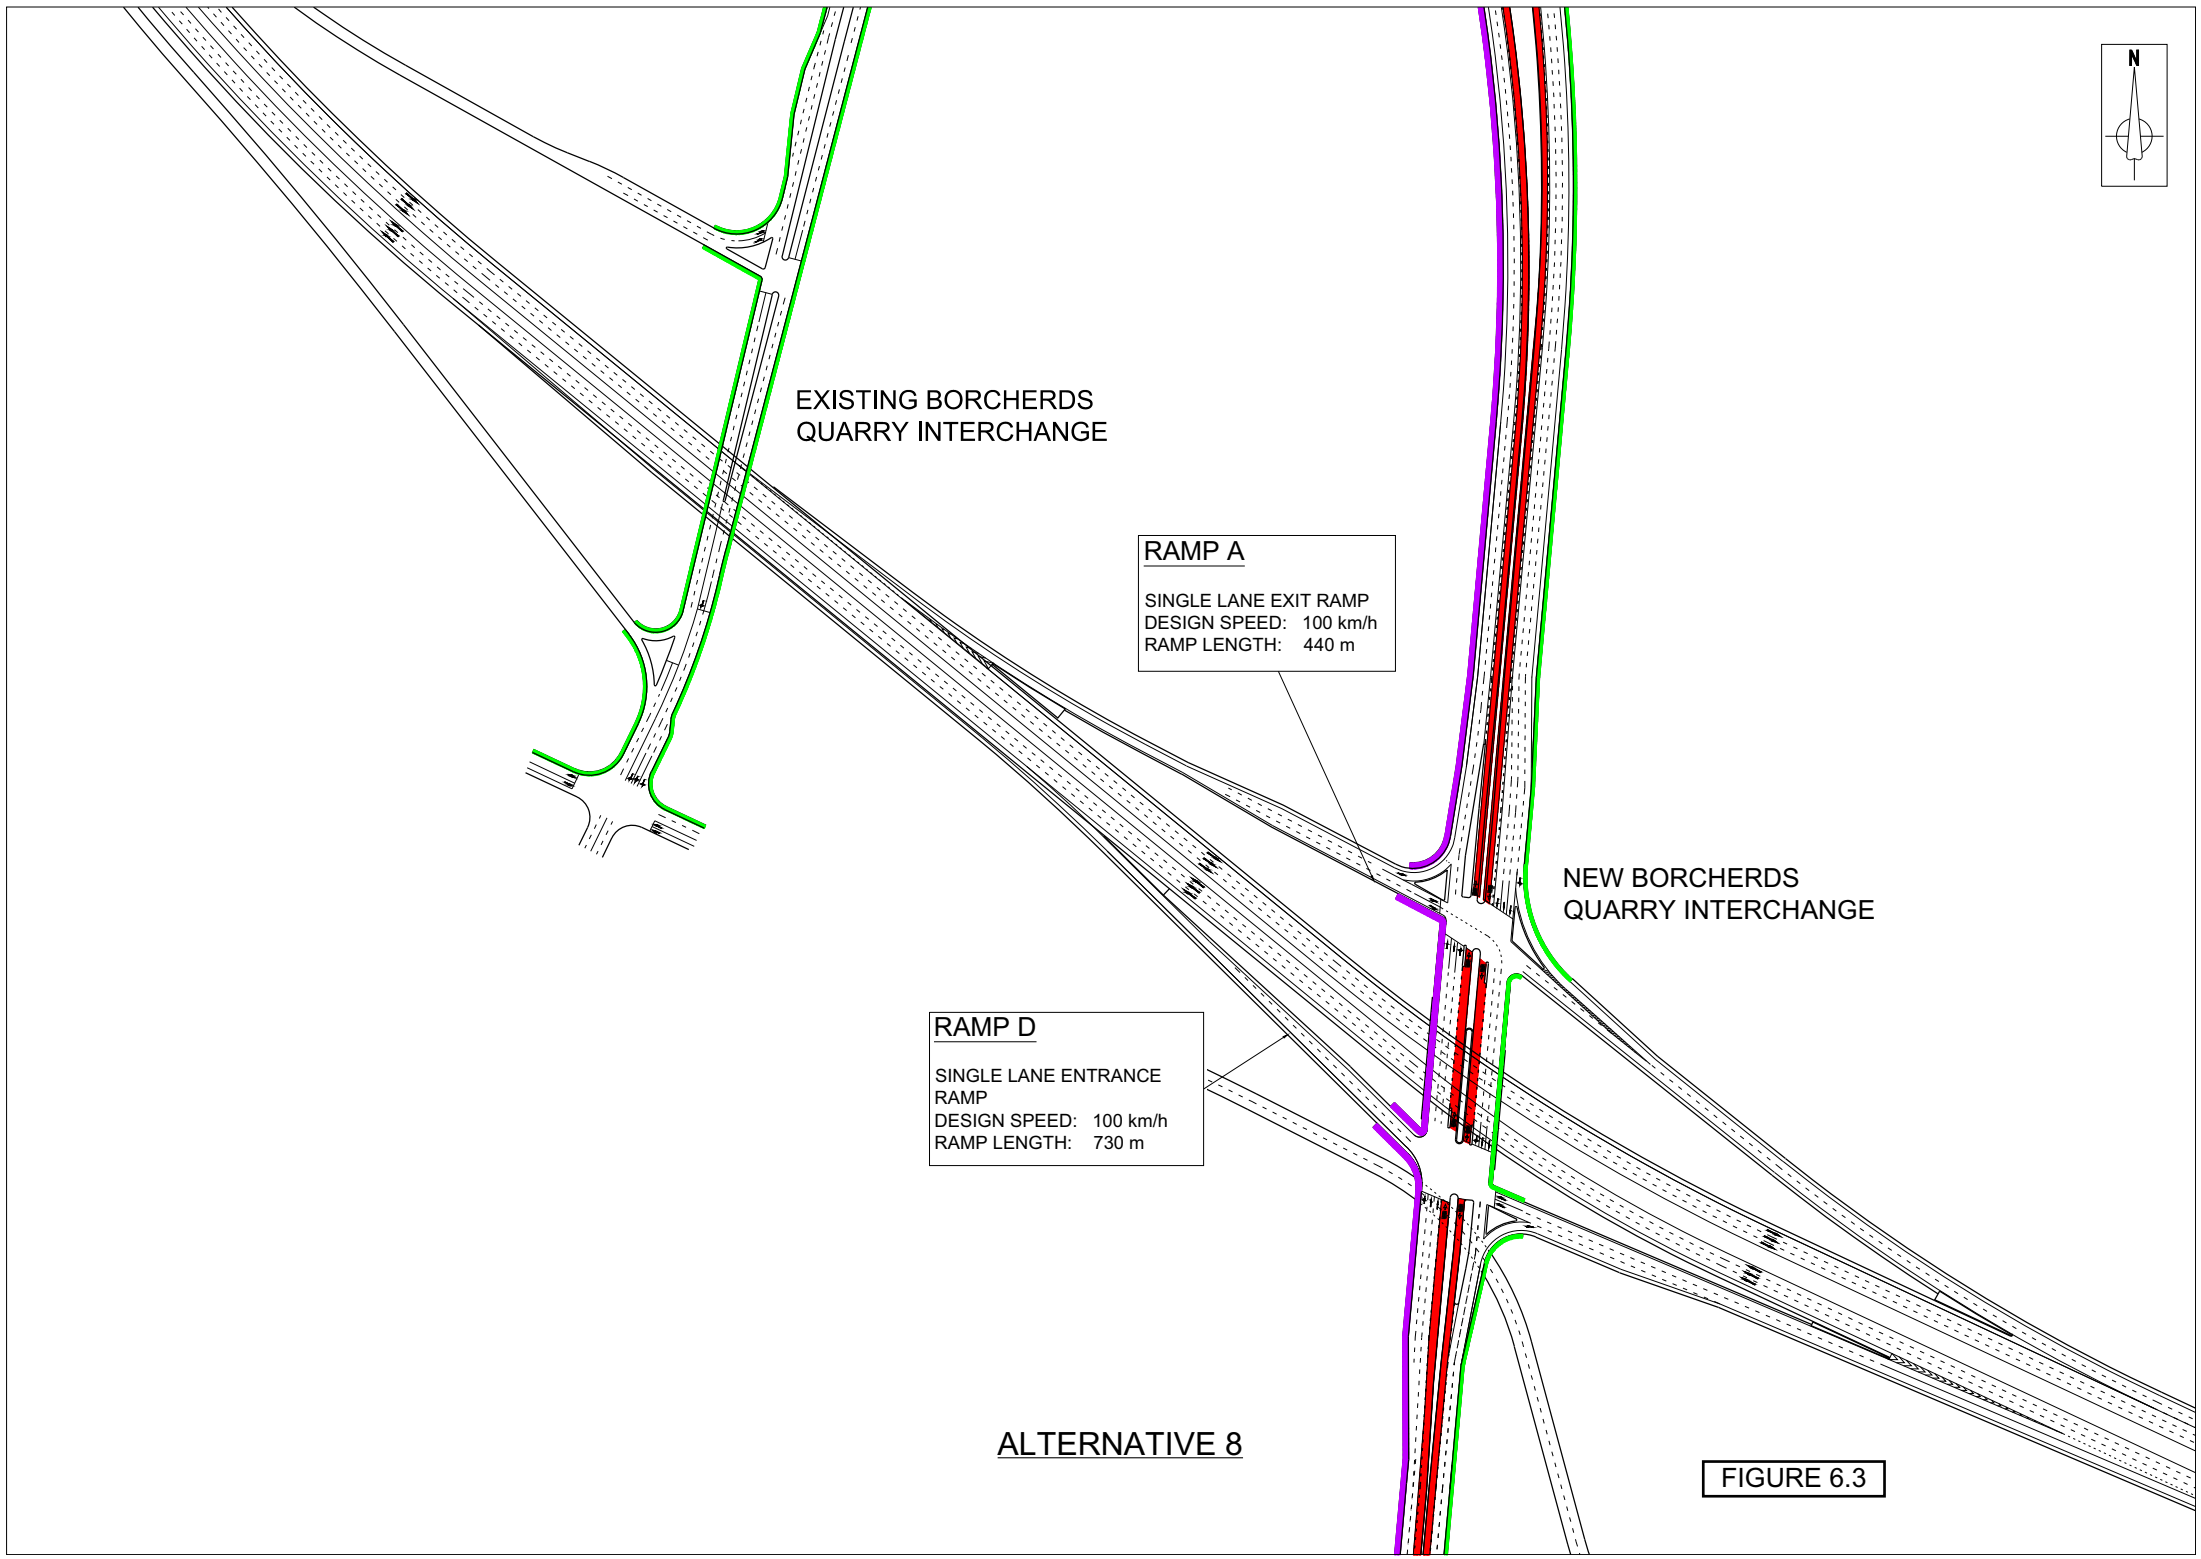 N
EXISTING BORCHERDS
QUARRY INTERCHANGE
RAMP A
SINGLE LANE EXIT RAMP
DESIGN SPEED: 100 km/h
RAMP LENGTH: 440 m
NEW BORCHERDS
QUARRY INTERCHANGE
RAMP D
SINGLE LANE ENTRANCE
RAMP
DESIGN SPEED: 100 km/h
RAMP LENGTH: 730 m
ALTERNATIVE 8
FIGURE 6.3